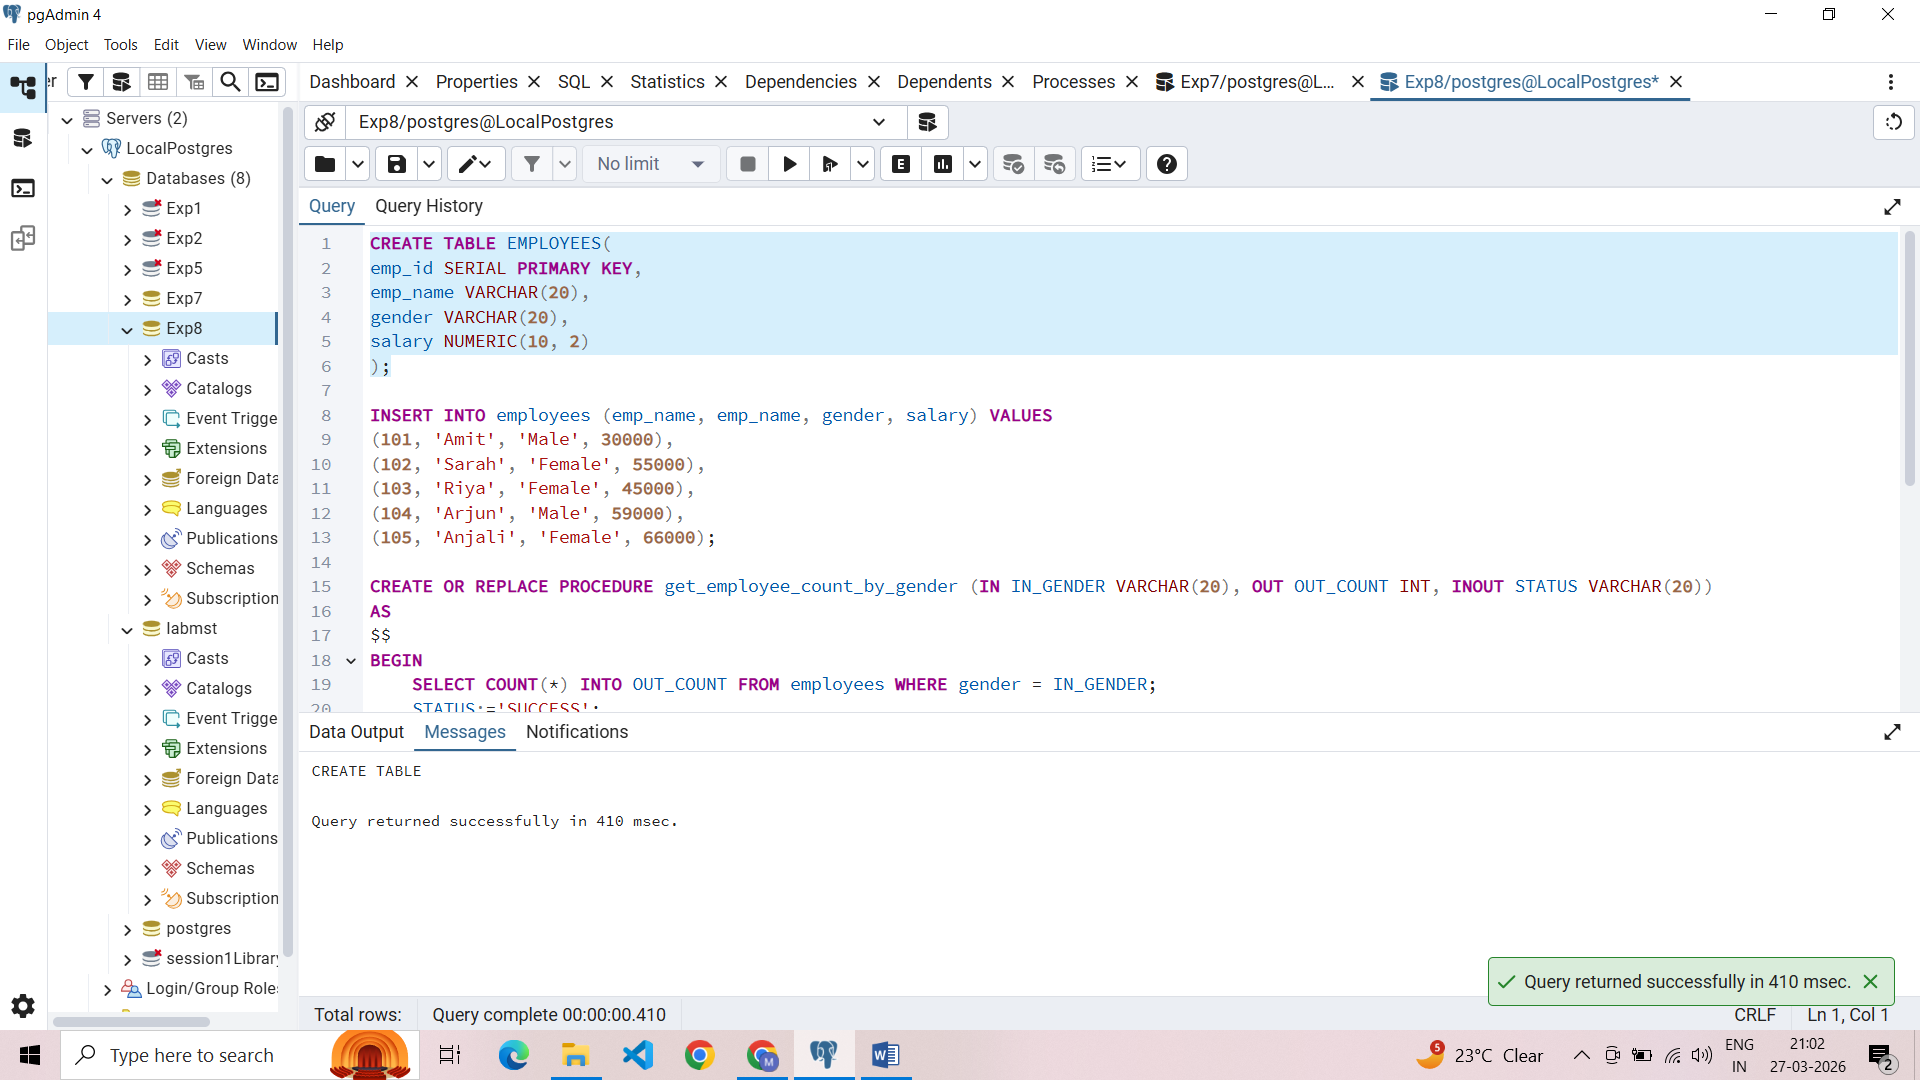 pgAdmin 4
File Object Tools Edit View Window Help
er
Dashboard Properties SQL Statistics Dependencies Dependents Processes Exp7/postgres@L... Exp8/postgres@LocalPostgres*
Servers (2)
LocalPostgres
Databases (8)
Exp1
Exp2
Exp5
Exp7
Exp8
Casts
Catalogs
Event Trigge
Extensions
Foreign Data
Languages
Publications
Schemas
Subscription
labmst
Casts
Catalogs
Event Trigge
Extensions
Foreign Data
Languages
Publications
Schemas
Subscription
postgres
session1Library
Login/Group Roles
Exp8/postgres@LocalPostgres
No limit
E
Query Query History
1 CREATE TABLE EMPLOYEES(
2 emp_id SERIAL PRIMARY KEY,
3 emp_name VARCHAR(20),
4 gender VARCHAR(20),
5 salary NUMERIC(10, 2)
6 );
7
8 INSERT INTO employees (emp_name, emp_name, gender, salary) VALUES
9 (101, 'Amit', 'Male', 30000),
10 (102, 'Sarah', 'Female', 55000),
11 (103, 'Riya', 'Female', 45000),
12 (104, 'Arjun', 'Male', 59000),
13 (105, 'Anjali', 'Female', 66000);
14
15 CREATE OR REPLACE PROCEDURE get_employee_count_by_gender (IN IN_GENDER VARCHAR(20), OUT OUT_COUNT INT, INOUT STATUS VARCHAR(20))
16 AS
17 $$
18 BEGIN
19 SELECT COUNT(*) INTO OUT_COUNT FROM employees WHERE gender = IN_GENDER;
20 STATUS:='SUCCESS';
Data Output Messages Notifications
CREATE TABLE
Query returned successfully in 410 msec.
Query returned successfully in 410 msec.
Total rows: Query complete 00:00:00.410
CRLF Ln 1, Col 1
Type here to search
M
5
23°C Clear
ENG
IN
21:02
27-03-2026
2